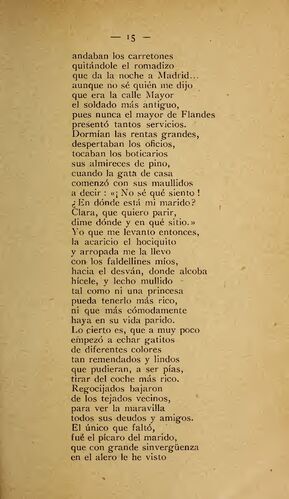 — 15 —
andaban los carretones
quitándole el romadizo
que da la noche a Madrid...
aunque no sé quién me dijo
que era la calle Mayor
el soldado más antiguo,
pues nunca el mayor de Flandes
presentó tantos servicios.
Dormían las rentas grandes,
despertaban los oficios,
tocaban los boticarios
sus almireces de pino,
cuando la gata de casa
comenzó con sus maullidos
a decir : «¡ No sé qué siento !
¿ En dónde está mi marido?
Clara, que quiero parir,
dime dónde y en qué sitio.»
Yo que me levanto entonces,
la acaricio el hociquito
y arropada me la llevo
con los faldellines míos,
hacia el desván, donde alcoba
hícele, y lecho mullido
tal como ni una princesa
pueda tenerlo más rico,
ni que más cómodamente
haya en su vida parido.
Lo cierto es, que a muy poco
empezó a echar gatitos
de diferentes colores
tan remendados y lindos
que pudieran, a ser pías,
tirar del coche más rico.
Regocijados bajaron
de los tejados vecinos,
para ver la maravilla
todos sus deudos y amigos.
El único que faltó,
fué el pícaro del marido,
que con grande sinvergüenza
en el alero le he visto